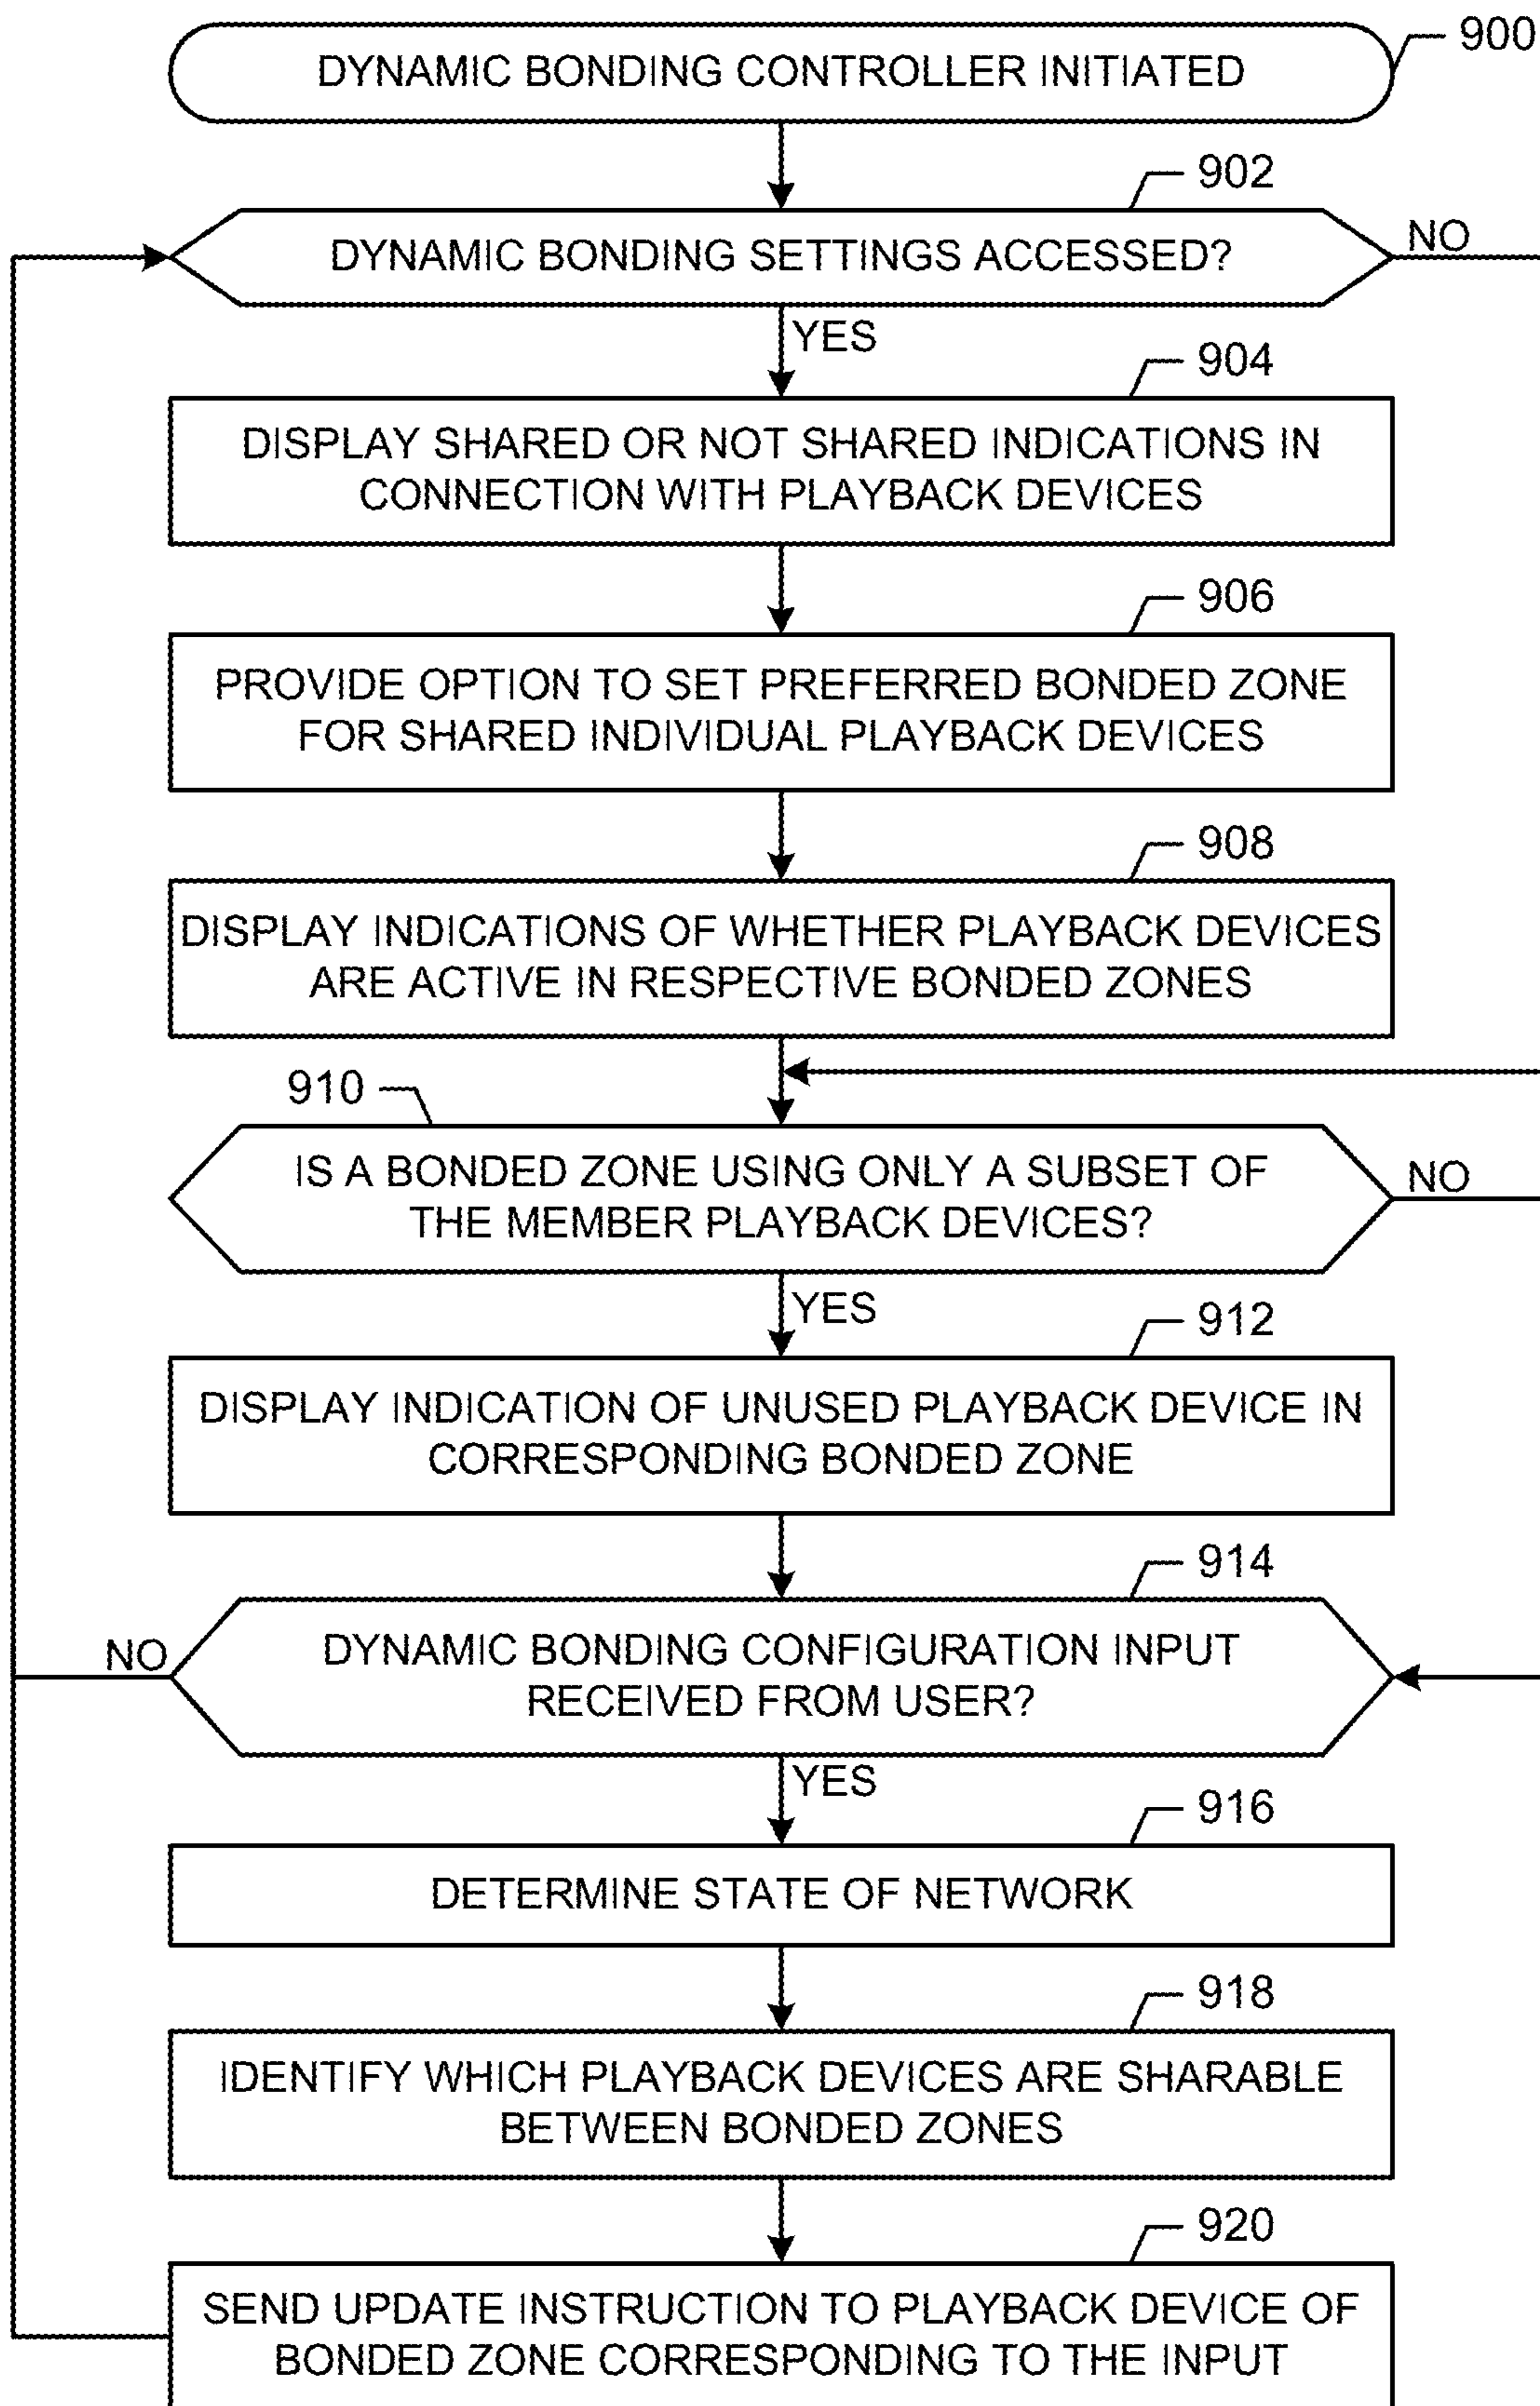 900
DYNAMIC BONDING CONTROLLER INITIATED
902
DYNAMIC BONDING SETTINGS ACCESSED?
NO
YES
904
DISPLAY SHARED OR NOT SHARED INDICATIONS IN
CONNECTION WITH PLAYBACK DEVICES
906
PROVIDE OPTION TO SET PREFERRED BONDED ZONE
FOR SHARED INDIVIDUAL PLAYBACK DEVICES
908
DISPLAY INDICATIONS OF WHETHER PLAYBACK DEVICES
ARE ACTIVE IN RESPECTIVE BONDED ZONES
910
IS A BONDED ZONE USING ONLY A SUBSET OF
THE MEMBER PLAYBACK DEVICES?
NO
YES
912
DISPLAY INDICATION OF UNUSED PLAYBACK DEVICE IN
CORRESPONDING BONDED ZONE
914
NO
DYNAMIC BONDING CONFIGURATION INPUT
RECEIVED FROM USER?
YES
916
DETERMINE STATE OF NETWORK
918
IDENTIFY WHICH PLAYBACK DEVICES ARE SHARABLE
BETWEEN BONDED ZONES
920
SEND UPDATE INSTRUCTION TO PLAYBACK DEVICE OF
BONDED ZONE CORRESPONDING TO THE INPUT